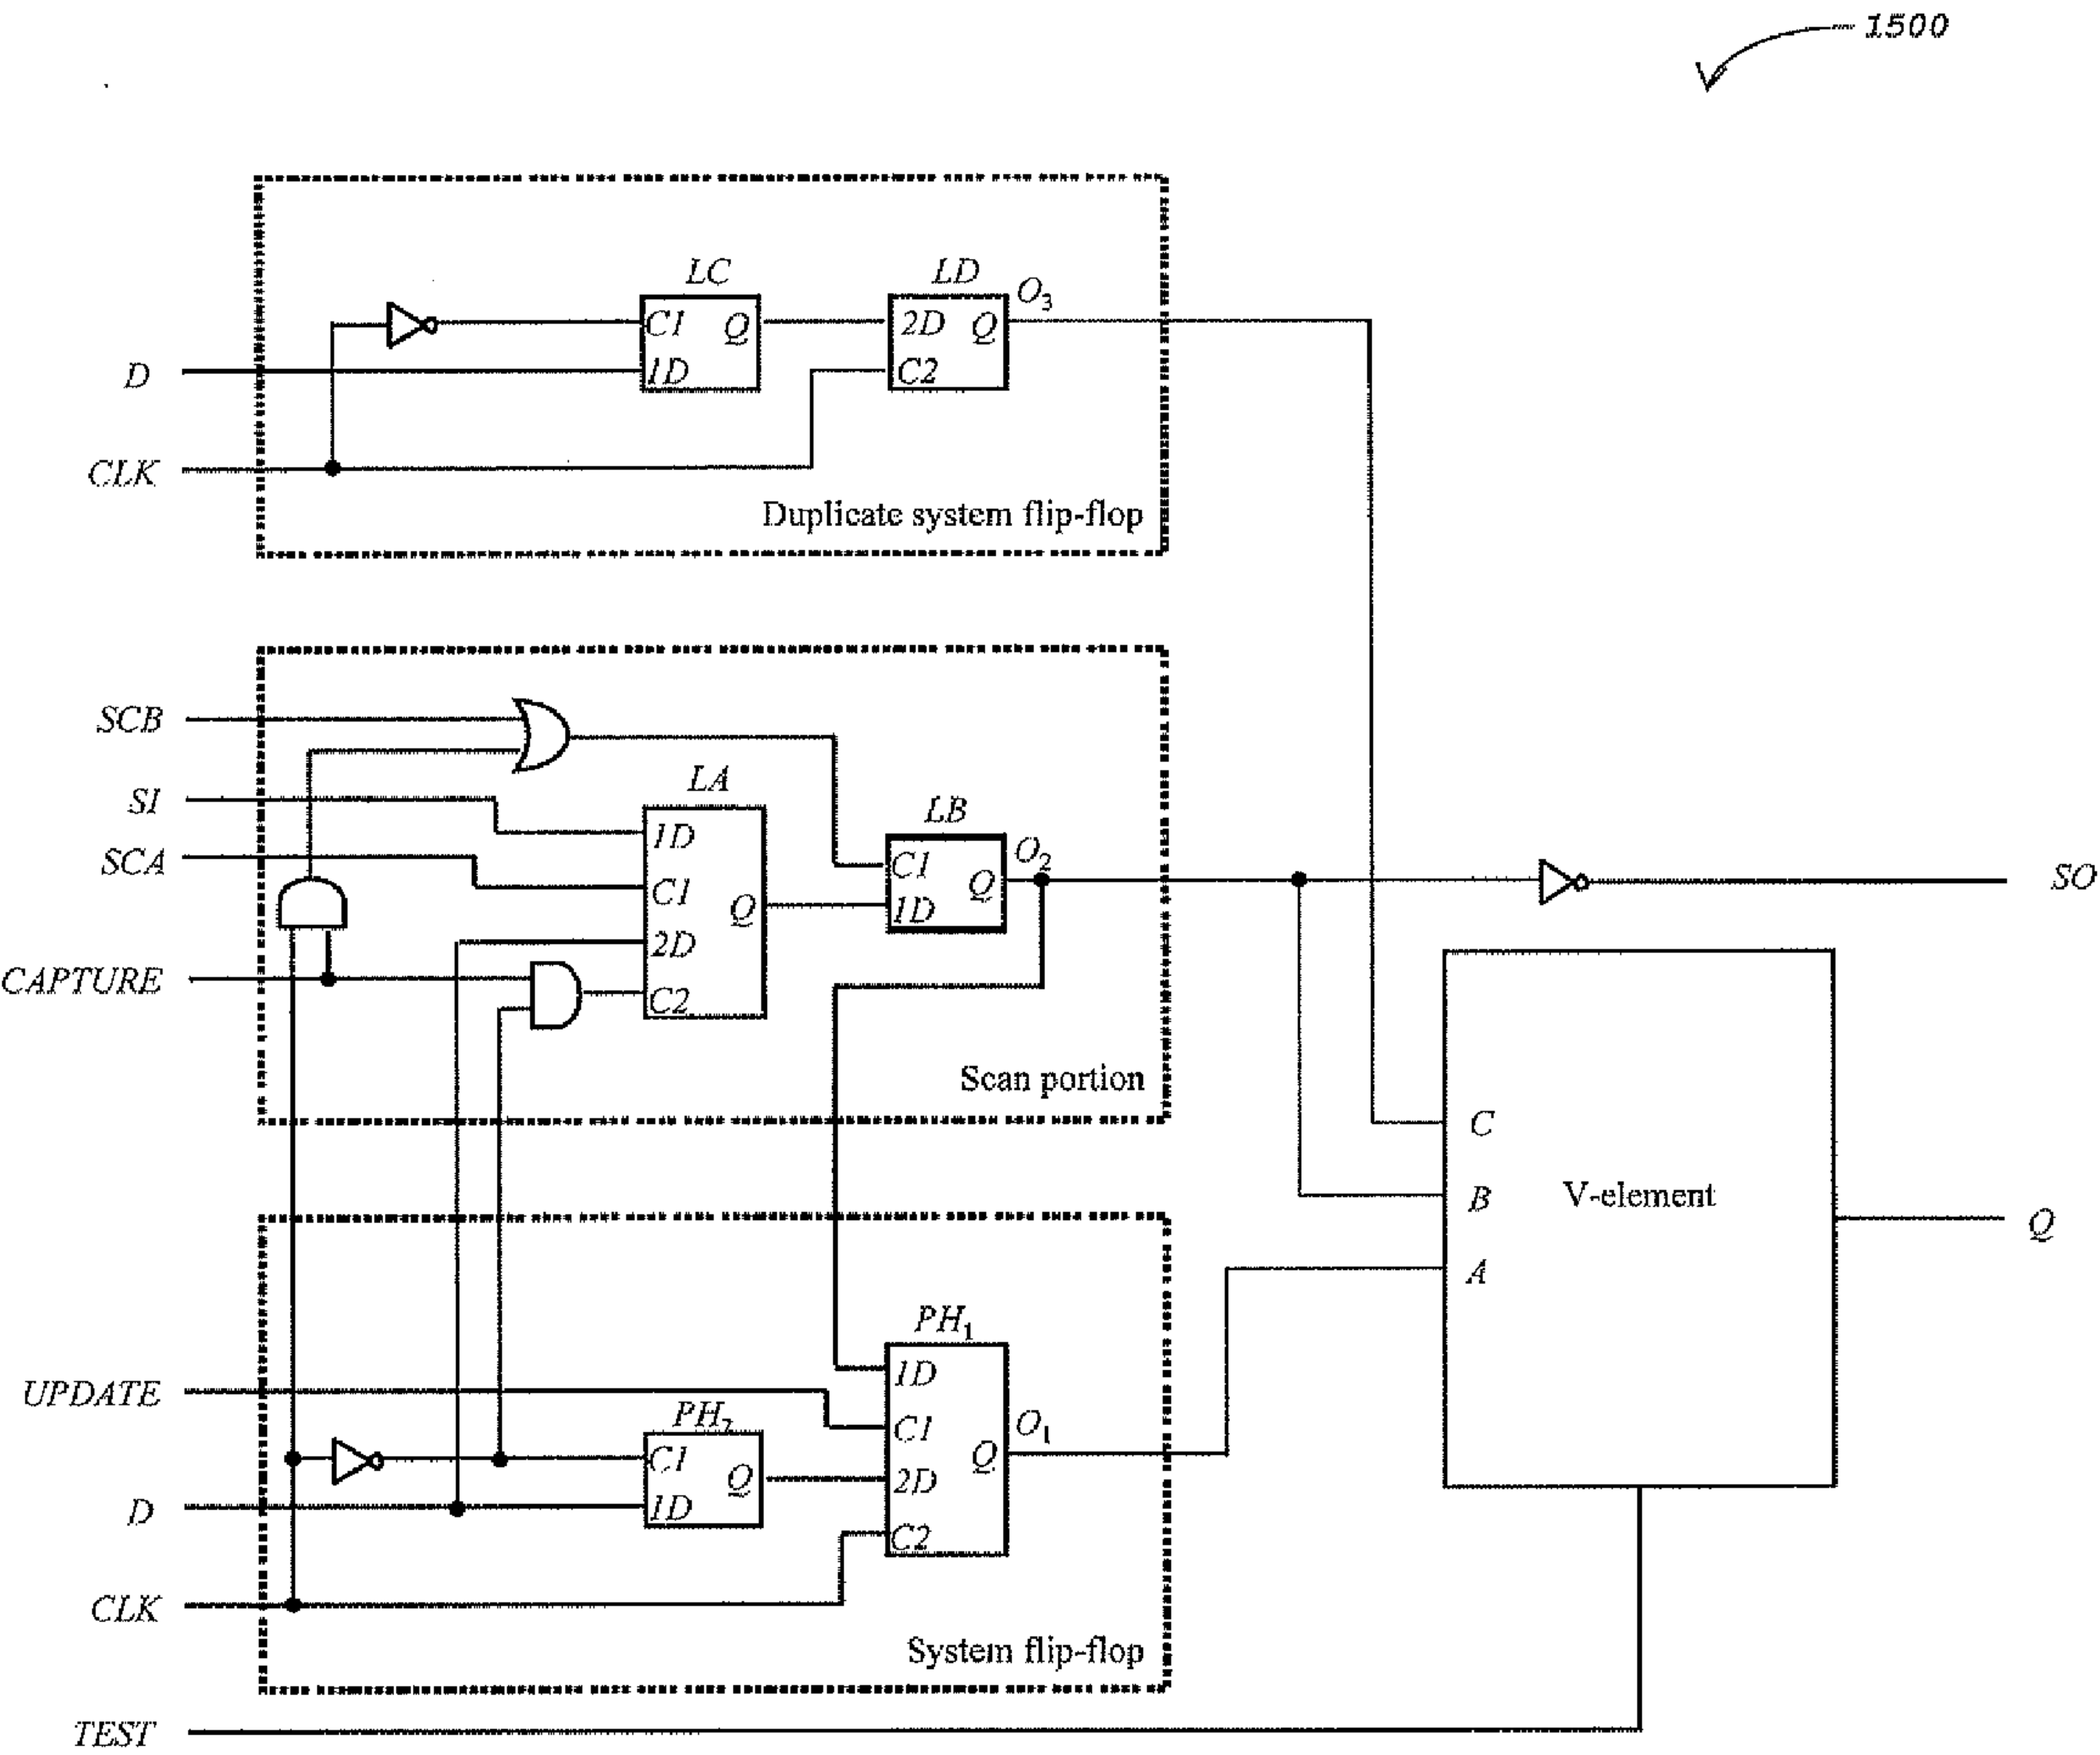 1500
LC
LD
O3
C1 Q
1D
2D Q
C2
D
CLK
Duplicate system flip-flop
SCB
SI
SCA
CAPTURE
LA
1D
C1
Q
2D
C2
LB
O2
C1
Q
1D
SO
Scan portion
C
B
A
V-element
Q
UPDATE
D
CLK
PH1
1D
C1
O1
Q
2D
C2
PH2
C1
Q
1D
System flip-flop
TEST